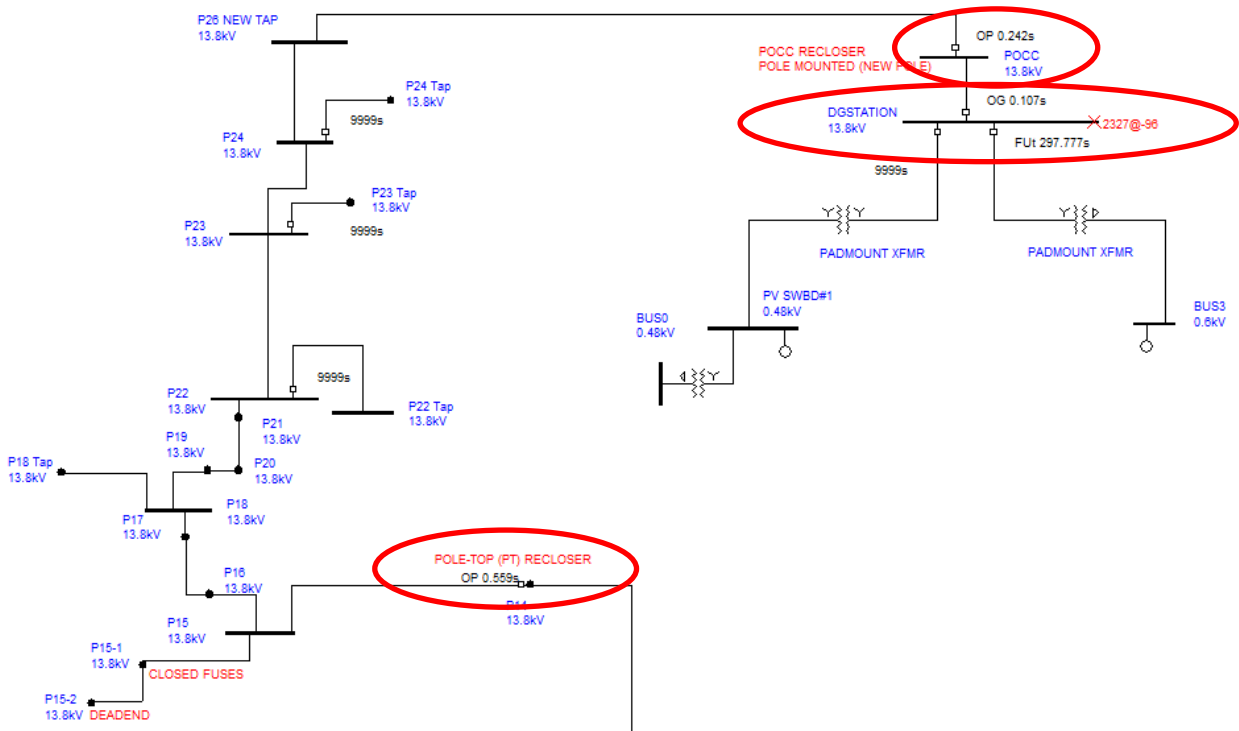 P26 NEW TAP
13.8kV
OP 0.242s
POCC RECLOSER
POLE MOUNTED (NEW POLE)
POCC
13.8kV
P24 Tap
13.8kV
9999s
OG 0.107s
DGSTATION
13.8kV
2327@-96
P24
13.8kV
FUt 297.777s
9999s
P23 Tap
13.8kV
P23
13.8kV
9999s
PADMOUNT XFMR
PADMOUNT XFMR
PV SWBD#1
0.48kV
BUS0
0.48kV
BUS3
0.6kV
9999s
P22
13.8kV
P21
13.8kV
P22 Tap
13.8kV
P19
13.8kV
P20
13.8kV
P18 Tap
13.8kV
P18
13.8kV
P17
13.8kV
POLE-TOP (PT) RECLOSER
OP 0.559s
P16
13.8kV
P14
13.8kV
P15
13.8kV
P15-1
13.8kV
CLOSED FUSES
P15-2
13.8kV
DEADEND